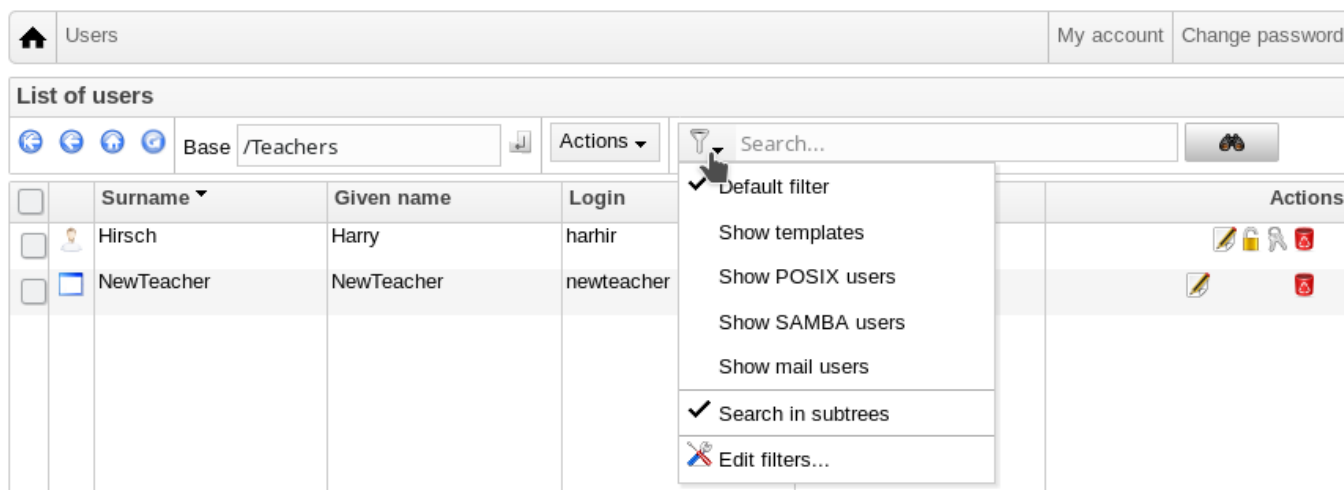 Users My account Change password
List of users
Base /Teachers Actions Search...
Surname Given name Login Actions
Default filter
Hirsch Harry harhir
Show templates
NewTeacher NewTeacher newteacher
Show POSIX users
Show SAMBA users
Show mail users
Search in subtrees
Edit filters...